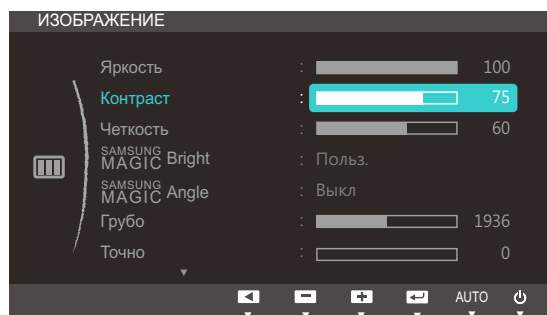 ИЗОБРАЖЕНИЕ
Яркость : 100
Контраст : 75
Четкость : 60
SAMSUNG MAGIC Bright : Польз.
SAMSUNG MAGIC Angle : Выкл
Грубо : 1936
Точно : 0
AUTO